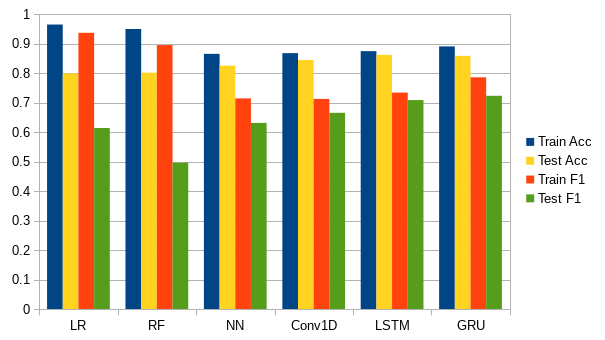 1
0.9
0.8
0.7
0.6
0.5
0.4
0.3
0.2
0.1
0
LR RF NN Conv1D LSTM GRU
Train Acc
Test Acc
Train F1
Test F1